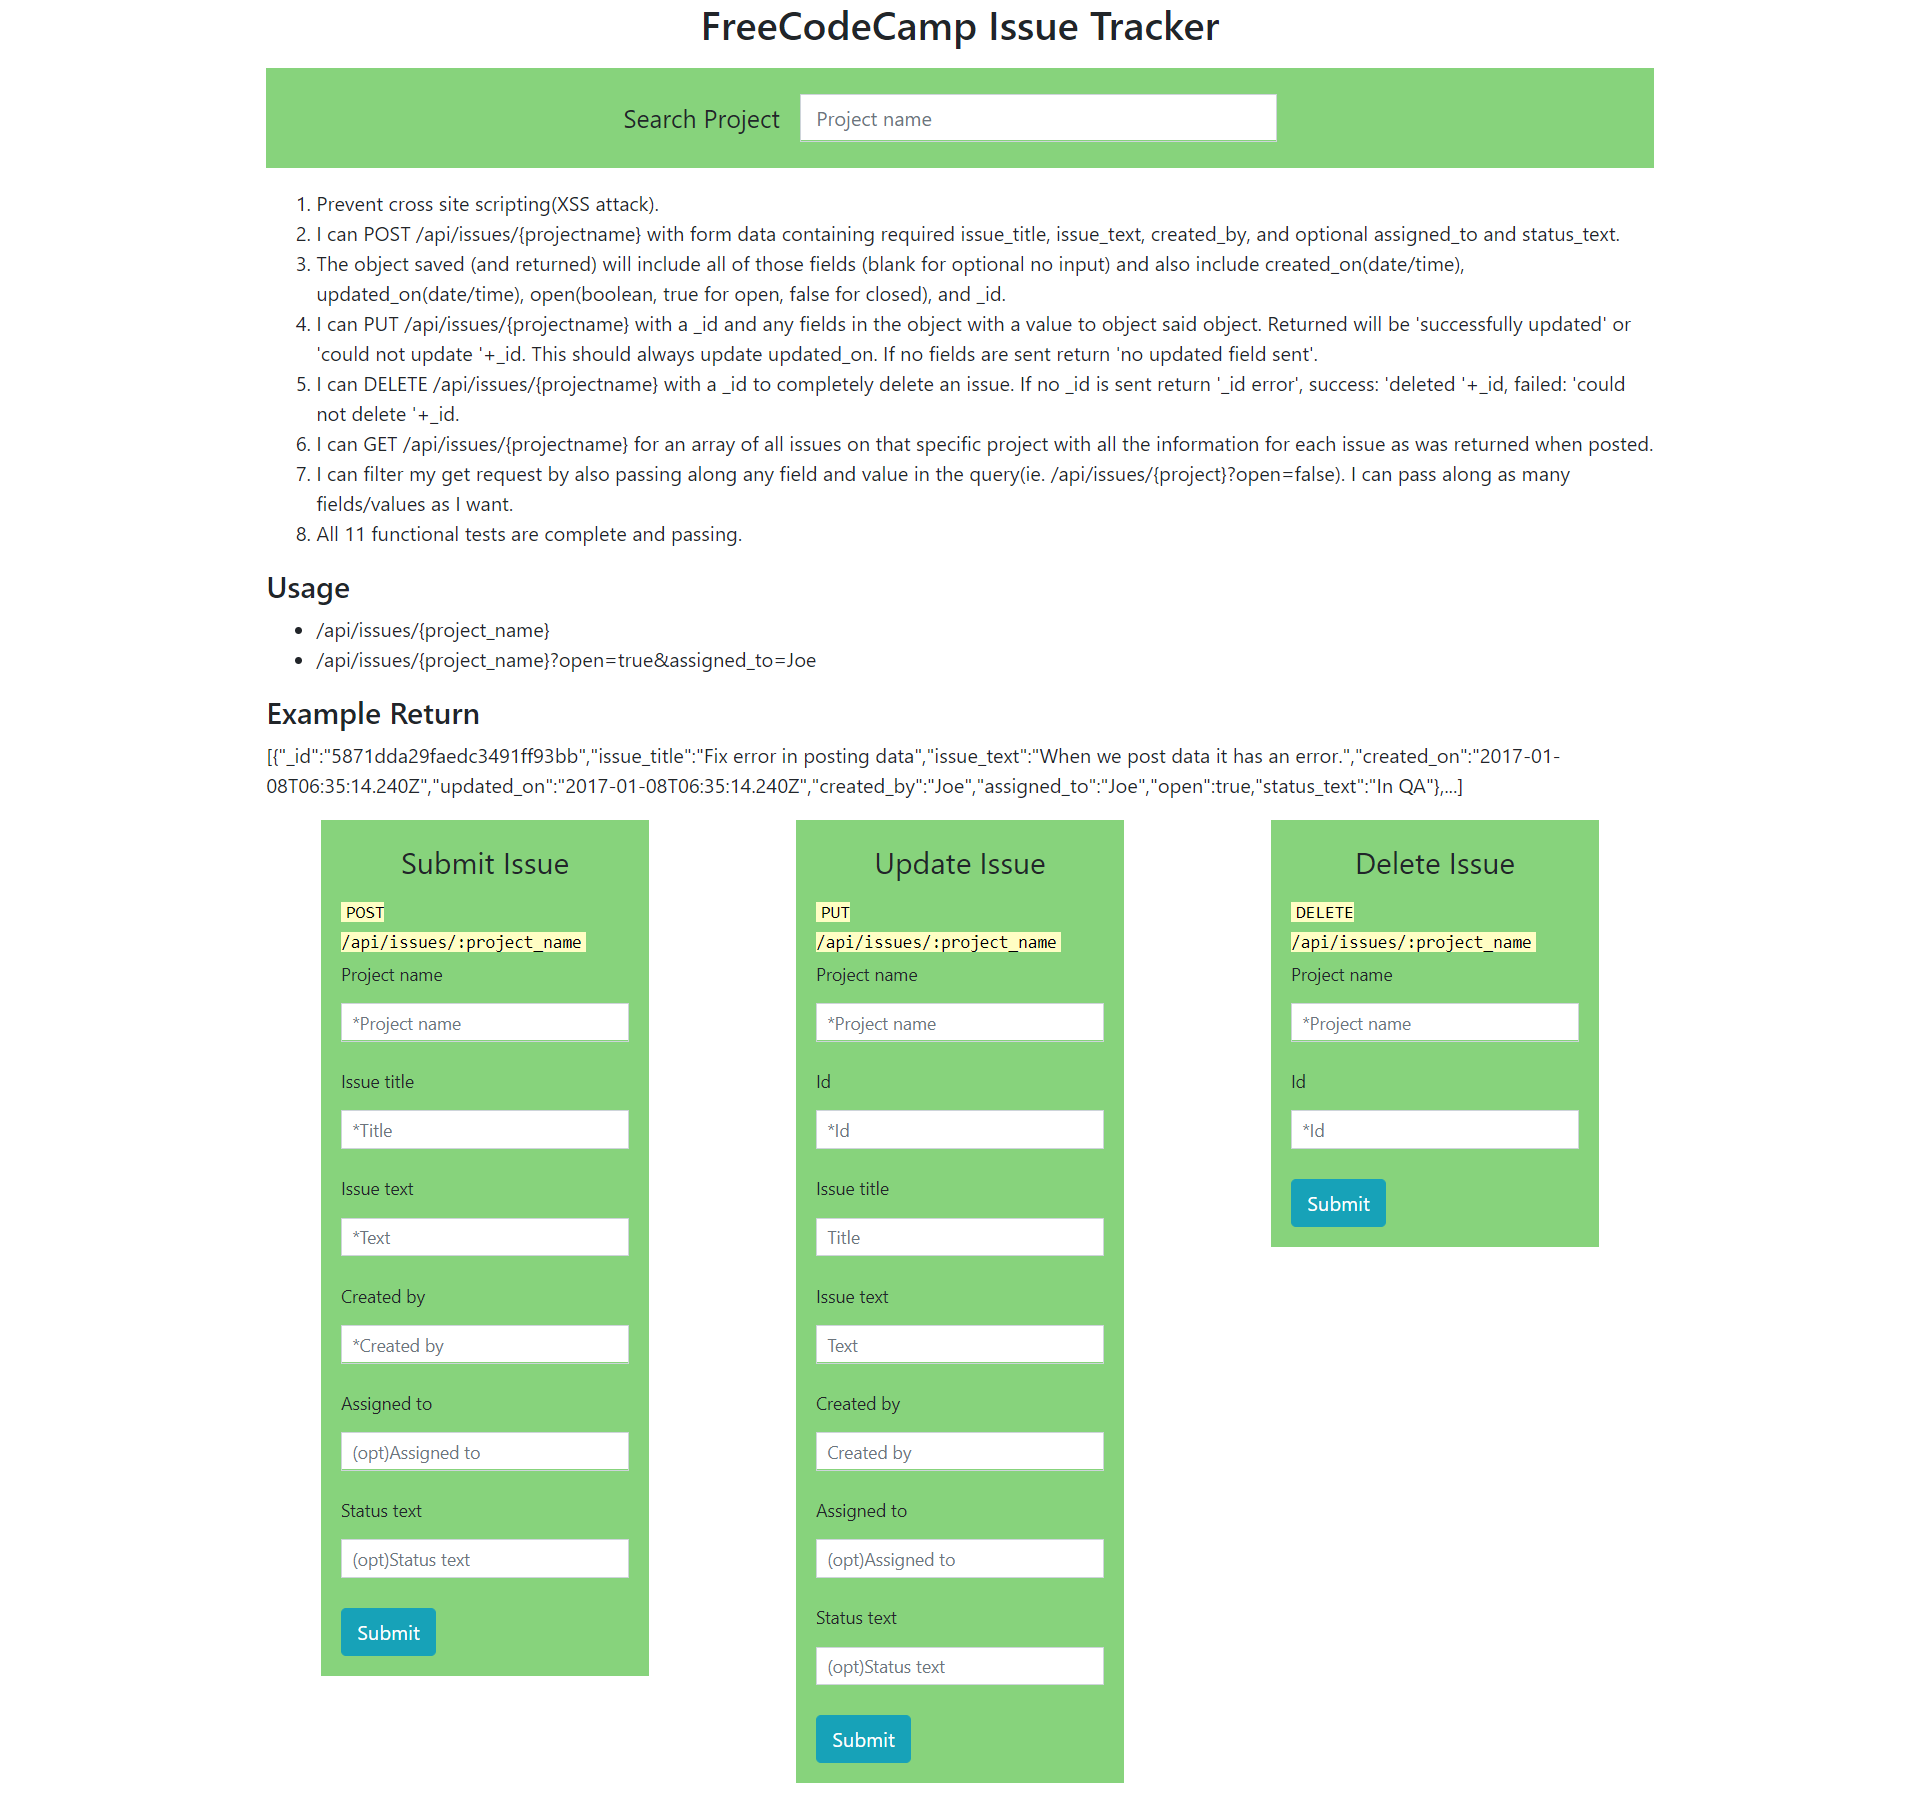 FreeCodeCamp Issue Tracker
Search Project
Project name
1. Prevent cross site scripting(XSS attack).
2. I can POST /api/issues/{projectname} with form data containing required issue_title, issue_text, created_by, and optional assigned_to and status_text.
3. The object saved (and returned) will include all of those fields (blank for optional no input) and also include created_on(date/time),
updated_on(date/time), open(boolean, true for open, false for closed), and _id.
4. I can PUT /api/issues/{projectname} with a _id and any fields in the object with a value to object said object. Returned will be 'successfully updated' or
'could not update '+_id. This should always update updated_on. If no fields are sent return 'no updated field sent'.
5. I can DELETE /api/issues/{projectname} with a _id to completely delete an issue. If no _id is sent return '_id error', success: 'deleted '+_id, failed: 'could
not delete '+_id.
6. I can GET /api/issues/{projectname} for an array of all issues on that specific project with all the information for each issue as was returned when posted.
7. I can filter my get request by also passing along any field and value in the query(ie. /api/issues/{project}?open=false). I can pass along as many
fields/values as I want.
8. All 11 functional tests are complete and passing.
Usage
• /api/issues/{project_name}
• /api/issues/{project_name}?open=true&assigned_to=Joe
Example Return
[{"_id":"5871dda29faedc3491ff93bb","issue_title":"Fix error in posting data","issue_text":"When we post data it has an error.","created_on":"2017-01-
08T06:35:14.240Z","updated_on":"2017-01-08T06:35:14.240Z","created_by":"Joe","assigned_to":"Joe","open":true,"status_text":"In QA"},...]
Submit Issue
POST
/api/issues/:project_name
Project name
*Project name
Issue title
*Title
Issue text
*Text
Created by
*Created by
Assigned to
(opt)Assigned to
Status text
(opt)Status text
Submit
Update Issue
PUT
/api/issues/:project_name
Project name
*Project name
Id
*Id
Issue title
Title
Issue text
Text
Created by
Created by
Assigned to
(opt)Assigned to
Status text
(opt)Status text
Submit
Delete Issue
DELETE
/api/issues/:project_name
Project name
*Project name
Id
*Id
Submit